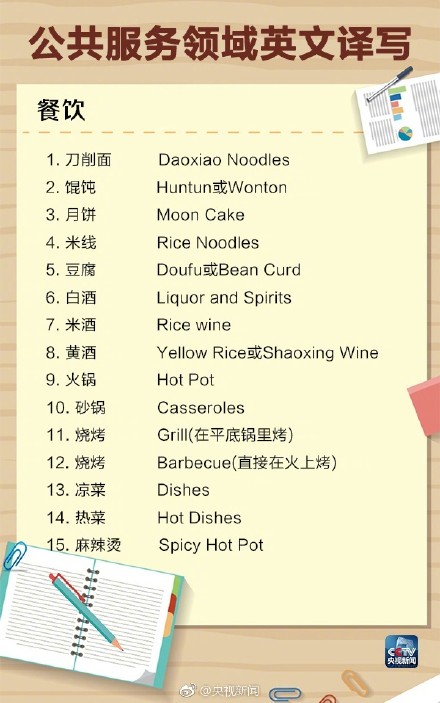 公共服务领域英文译写
餐饮
1. 刀削面 Daoxiao Noodles
2. 馄饨 Huntun或Wonton
3. 月饼 Moon Cake
4. 米线 Rice Noodles
5. 豆腐 Doufu或Bean Curd
6. 白酒 Liquor and Spirits
7. 米酒 Rice wine
8. 黄酒 Yellow Rice或Shaoxing Wine
9. 火锅 Hot Pot
10. 砂锅 Casseroles
11. 烧烤 Grill(在平底锅里烤)
12. 烧烤 Barbecue(直接在火上烤)
13. 凉菜 Dishes
14. 热菜 Hot Dishes
15. 麻辣烫 Spicy Hot Pot
CCTV
央视新闻
@央视新闻